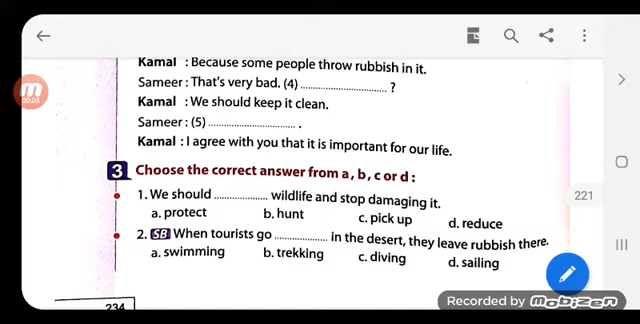 Kamal : Because some people throw rubbish in it.
Sameer : That's very bad. (4) .............................. ?
Kamal : We should keep it clean.
Sameer : (5) .............................. .
Kamal : I agree with you that it is important for our life.
3 Choose the correct answer from a, b, c or d :
1. We should .................... wildlife and stop damaging it.
a. protect b. hunt c. pick up d. reduce
2. SB When tourists go .................... in the desert, they leave rubbish there.
a. swimming b. trekking c. diving d. sailing
234
221
00:05
Recorded by Mobizen